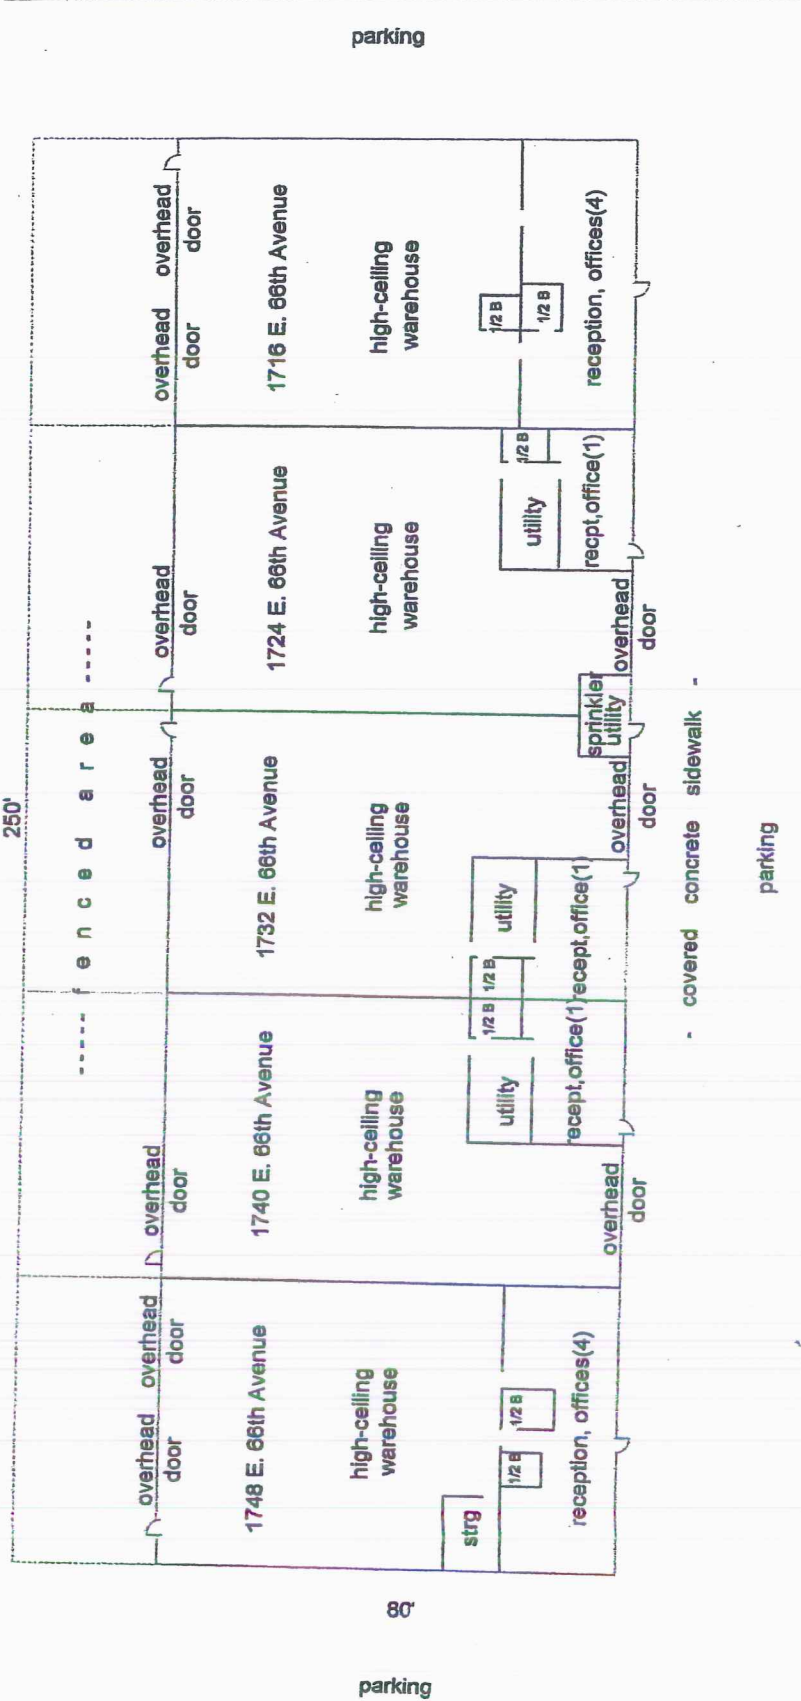 parking
250'
- - - - - f e n c e d a r e a - - - - -
overhead
door
overhead
door
1748 E. 66th Avenue
high-ceiling
warehouse
strg
1/2 B
1/2 B
reception, offices(4)
overhead
door
1740 E. 66th Avenue
high-ceiling
warehouse
utility
1/2 B
recept,office(1)
overhead
door
overhead
door
1732 E. 66th Avenue
high-ceiling
warehouse
1/2 B
utility
recept,office(1)
overhead
door
sprinkler
utility
overhead
door
1724 E. 66th Avenue
high-ceiling
warehouse
utility
1/2 B
recpt,office(1)
overhead
door
overhead
door
overhead
door
1716 E. 66th Avenue
high-ceiling
warehouse
1/2 B
1/2 B
reception, offices(4)
- covered concrete sidewalk -
parking
80'
parking